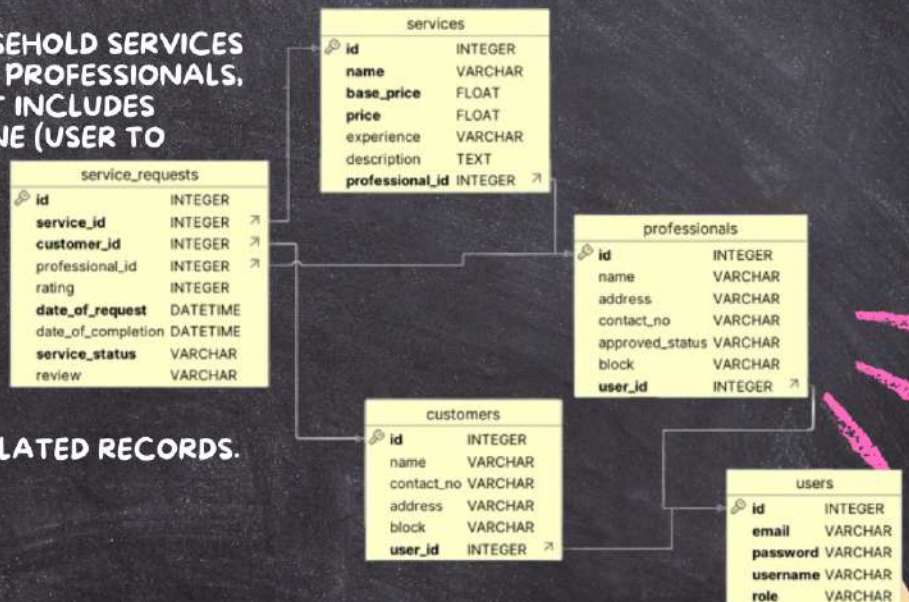 SEHOLD SERVICES
PROFESSIONALS,
INCLUDES
NE (USER TO
LATED RECORDS.
services
id INTEGER
name VARCHAR
base_price FLOAT
price FLOAT
experience VARCHAR
description TEXT
professional_id INTEGER
service_requests
id INTEGER
service_id INTEGER
customer_id INTEGER
professional_id INTEGER
rating INTEGER
date_of_request DATETIME
date_of_completion DATETIME
service_status VARCHAR
review VARCHAR
professionals
id INTEGER
name VARCHAR
address VARCHAR
contact_no VARCHAR
approved_status VARCHAR
block VARCHAR
user_id INTEGER
customers
id INTEGER
name VARCHAR
contact_no VARCHAR
address VARCHAR
block VARCHAR
user_id INTEGER
users
id INTEGER
email VARCHAR
password VARCHAR
username VARCHAR
role VARCHAR